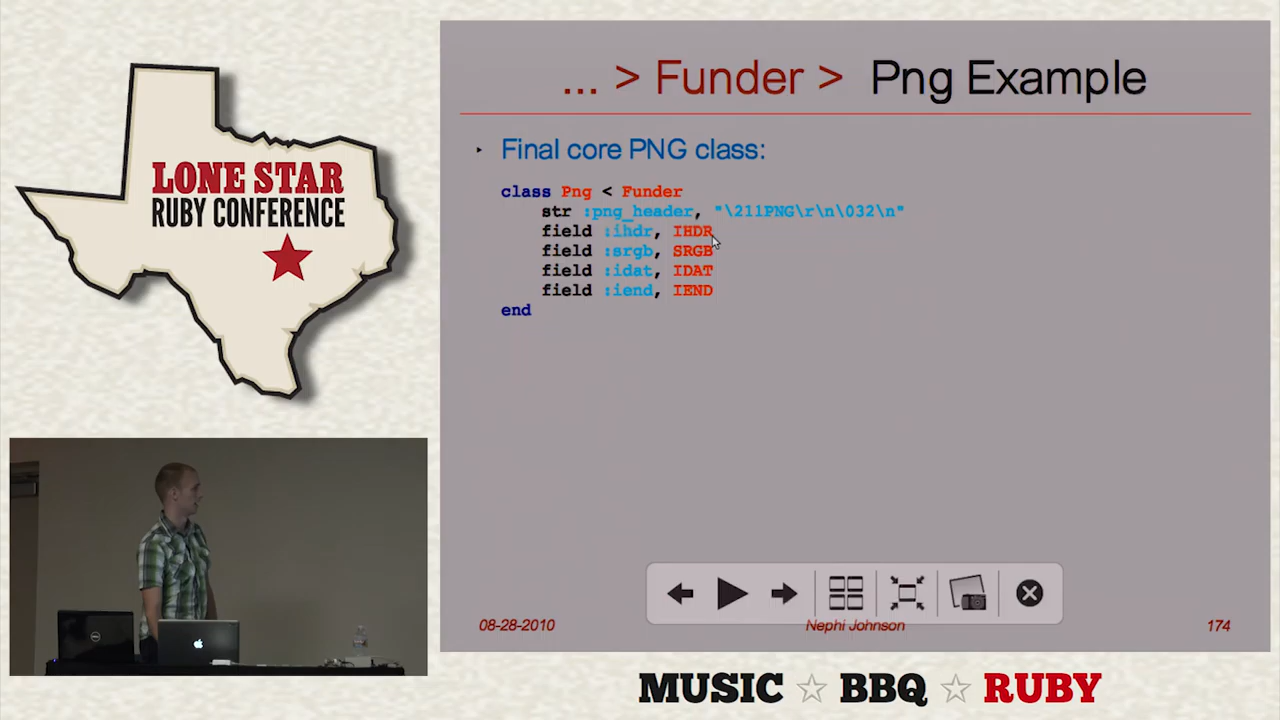 LONE STAR
RUBY CONFERENCE
... > Funder > Png Example
Final core PNG class:
class Png < Funder
str :png_header, "\211PNG\r\n\032\n"
field :ihdr, IHDR
field :srgb, SRGB
field :idat, IDAT
field :iend, IEND
end
08-28-2010
Nephi Johnson
174
MUSIC ☆ BBQ ☆ RUBY